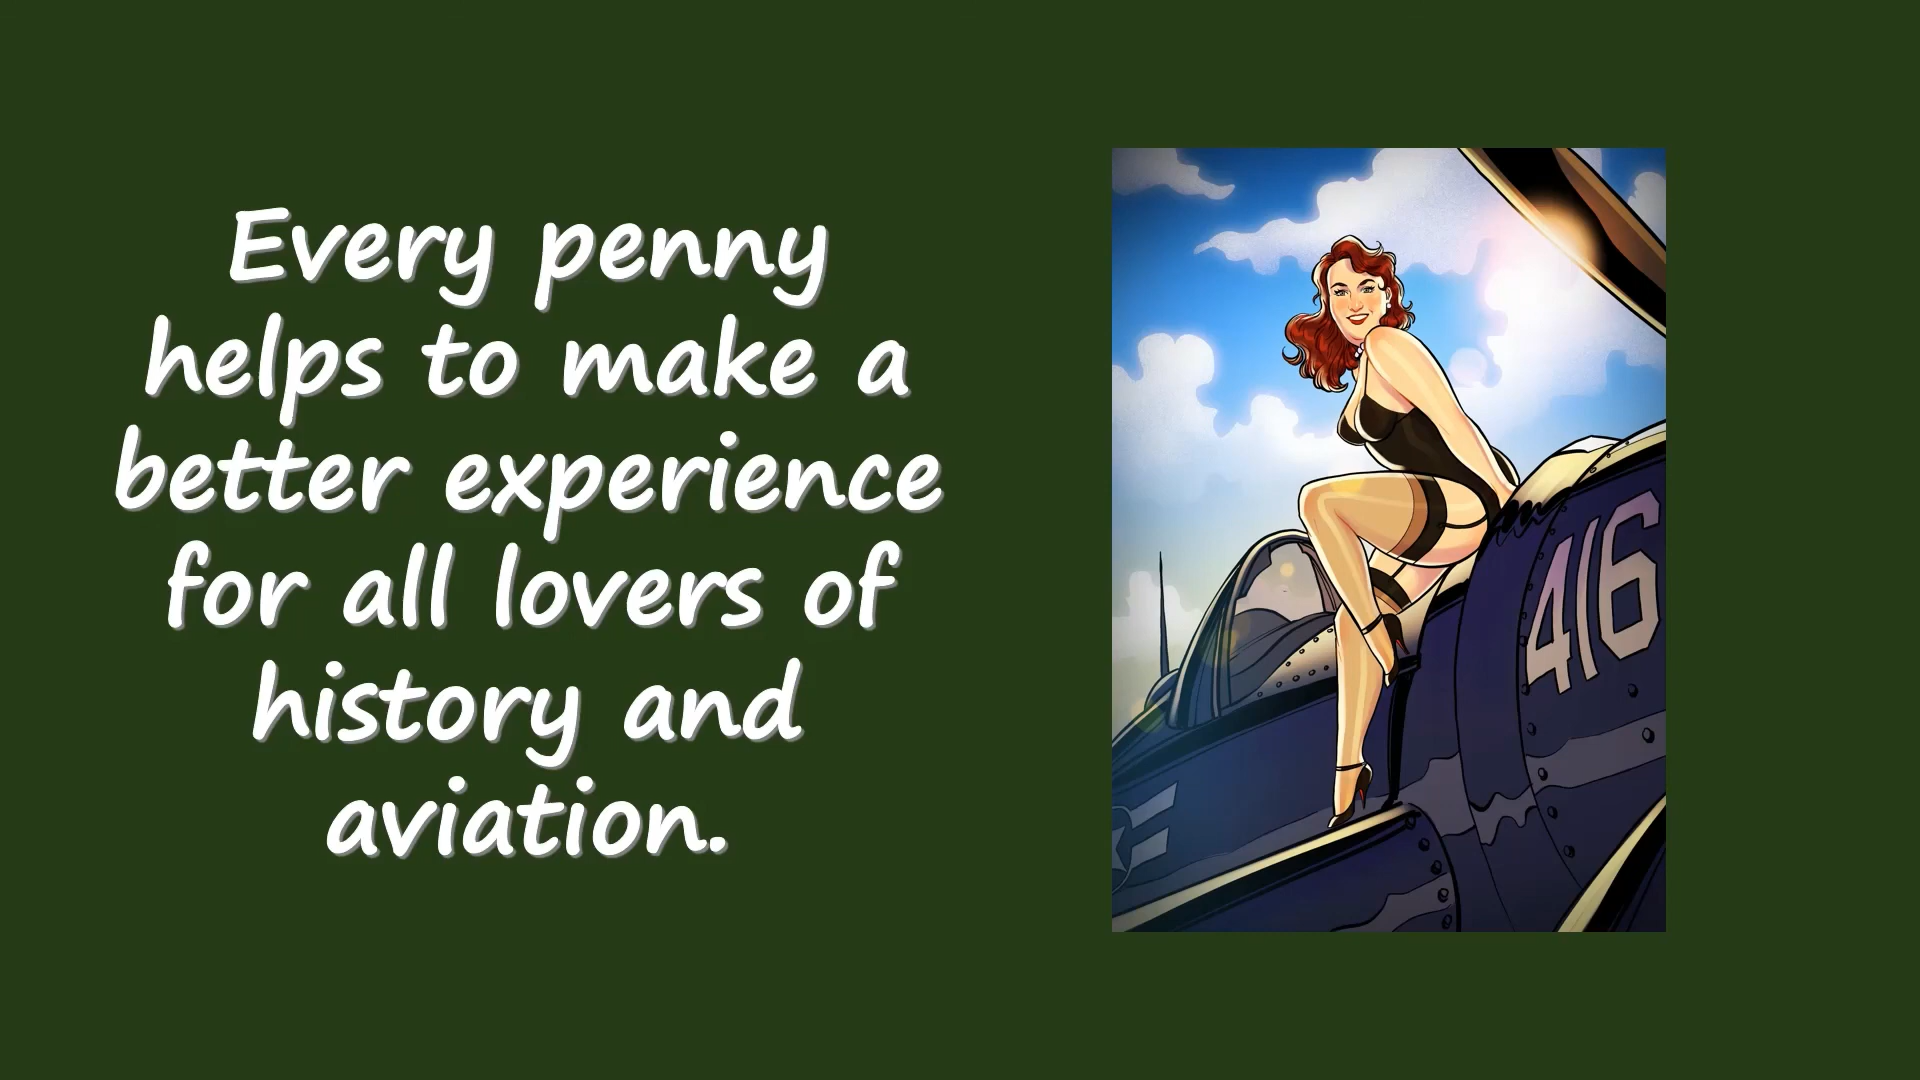 Every penny
helps to make a
better experience
for all lovers of
history and
aviation.
416